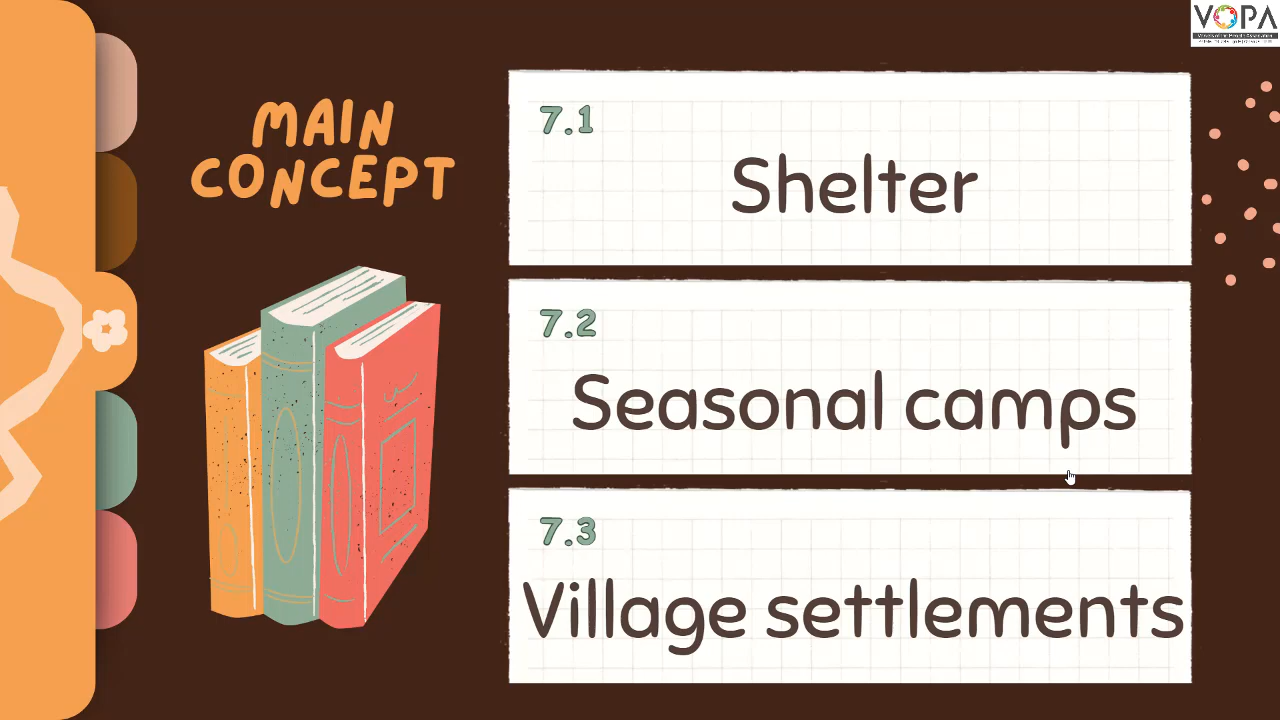 VOPA
MAIN
CONCEPT
7.1
Shelter
7.2
Seasonal camps
7.3
Village settlements